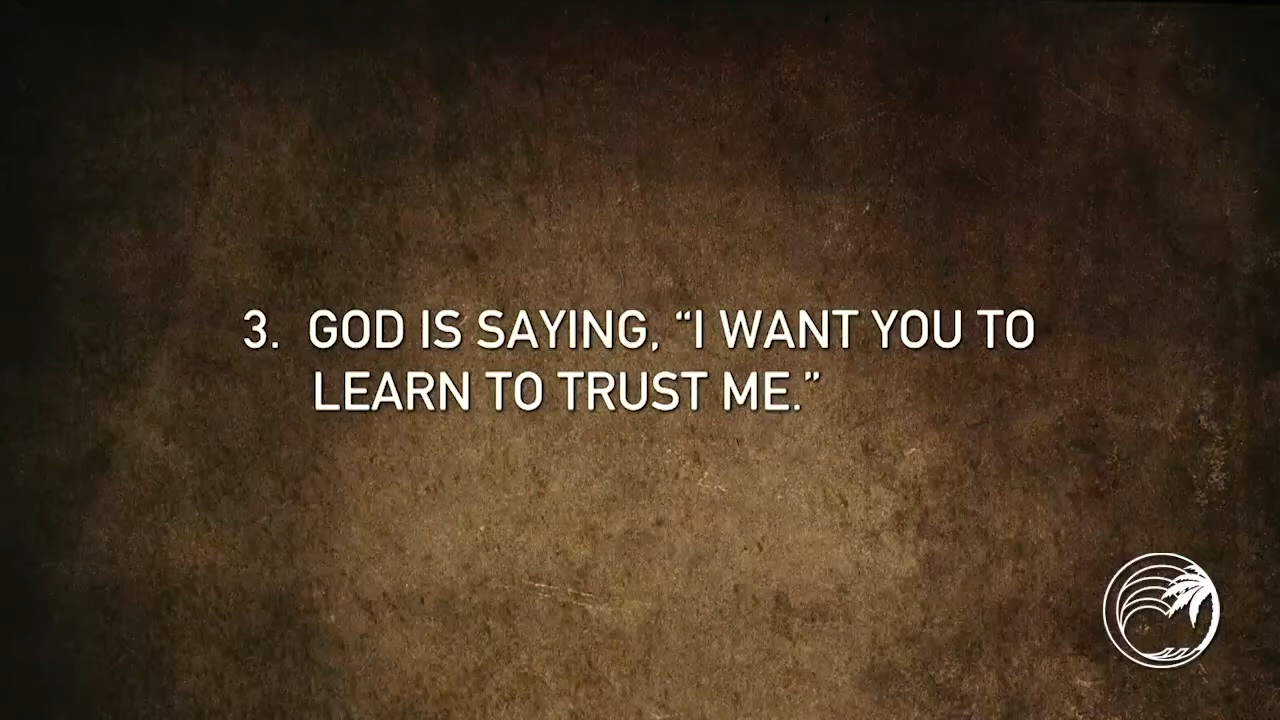 3. GOD IS SAYING, “I WANT YOU TO
LEARN TO TRUST ME.”